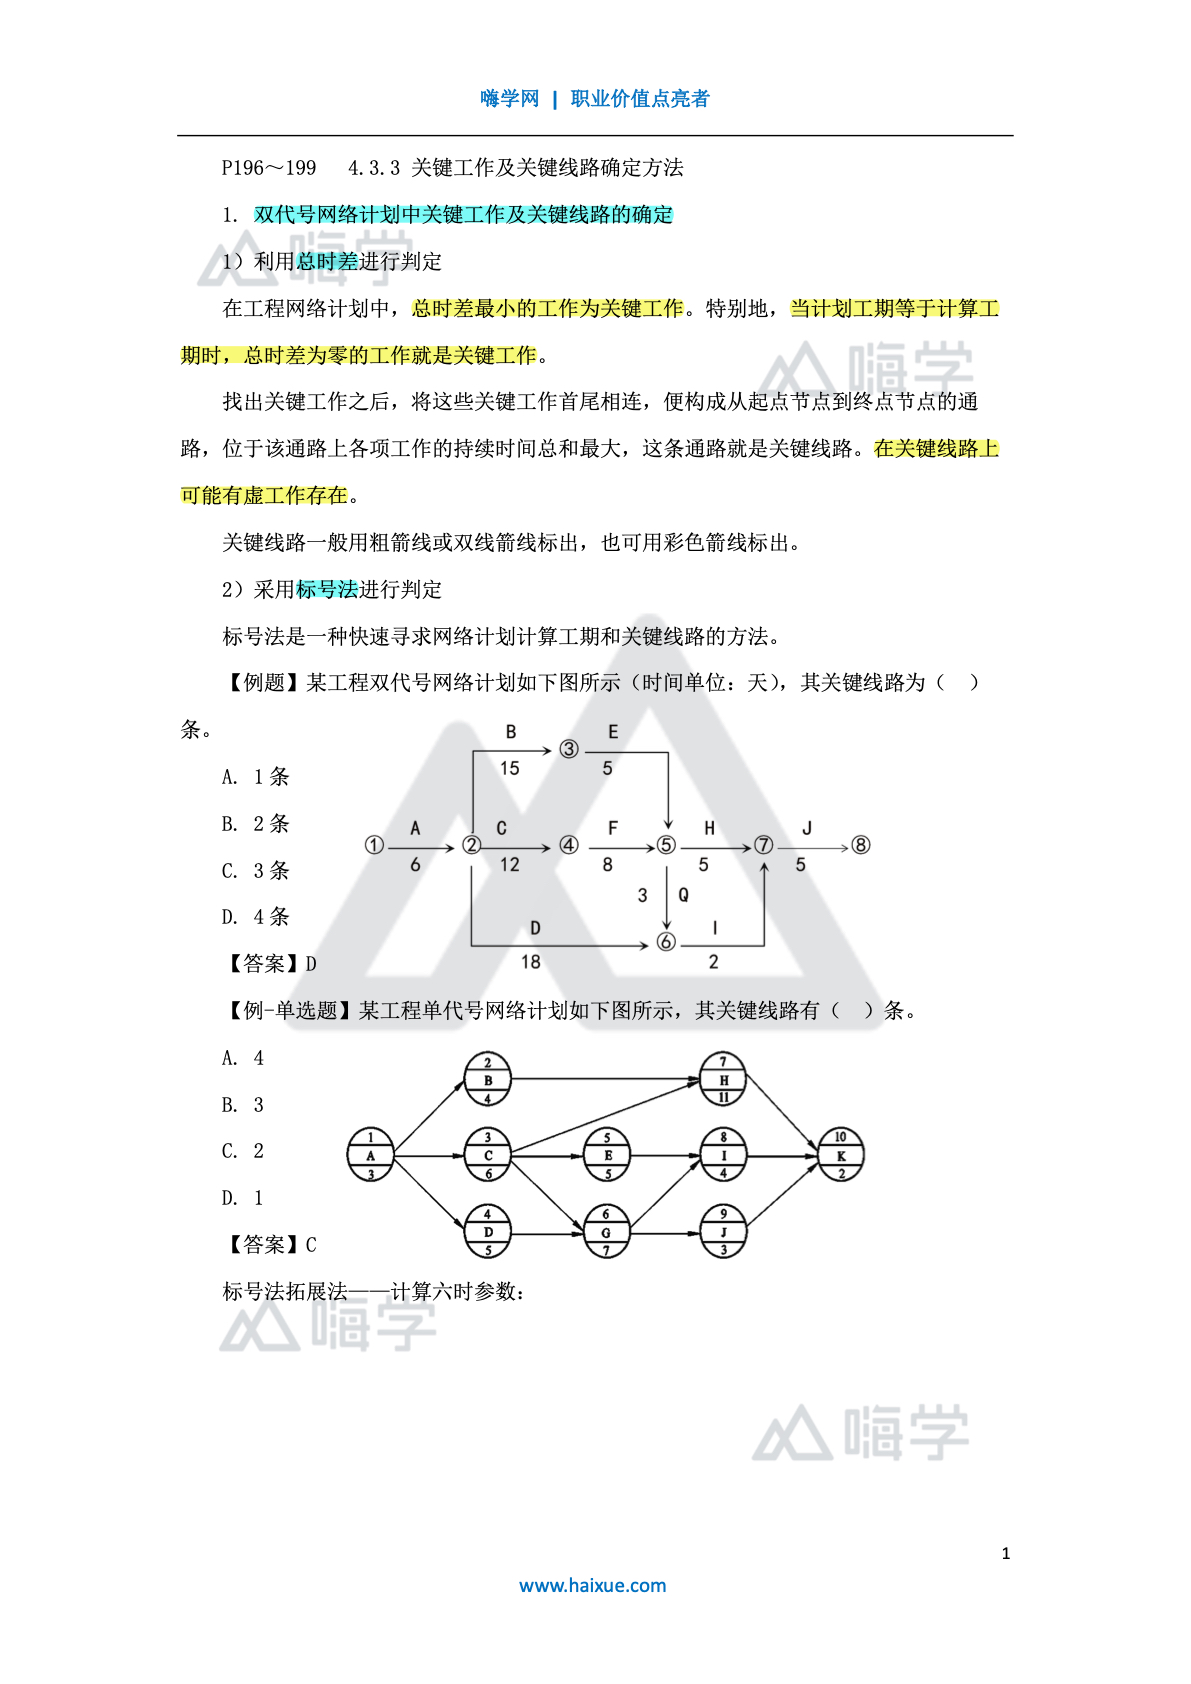 嗨学网 | 职业价值点亮者
P196～199 4.3.3 关键工作及关键线路确定方法
1. 双代号网络计划中关键工作及关键线路的确定
嗨学
1）利用总时差进行判定
在工程网络计划中，总时差最小的工作为关键工作。特别地，当计划工期等于计算工
期时，总时差为零的工作就是关键工作。
嗨学
找出关键工作之后，将这些关键工作首尾相连，便构成从起点节点到终点节点的通
路，位于该通路上各项工作的持续时间总和最大，这条通路就是关键线路。在关键线路上
可能有虚工作存在。
关键线路一般用粗箭线或双线箭线标出，也可用彩色箭线标出。
2）采用标号法进行判定
标号法是一种快速寻求网络计划计算工期和关键线路的方法。
【例题】某工程双代号网络计划如下图所示（时间单位：天），其关键线路为（ ）
条。
A. 1 条
B. 2 条
C. 3 条
D. 4 条
B ③ E
15 5
A C F H J
① ② ④ ⑤ ⑦ ⑧
6 12 8 5 5
3 Q
D ⑥ I
18 2
【答案】D
【例-单选题】某工程单代号网络计划如下图所示，其关键线路有（ ）条。
A. 4
B. 3
C. 2
D. 1
2 7
B H
4 11
1 3 5 8 10
A C E I K
3 6 5 4 2
4 6 9
D G J
5 7 3
【答案】C
标号法拓展法——计算六时参数：
嗨学
嗨学
1
www.haixue.com